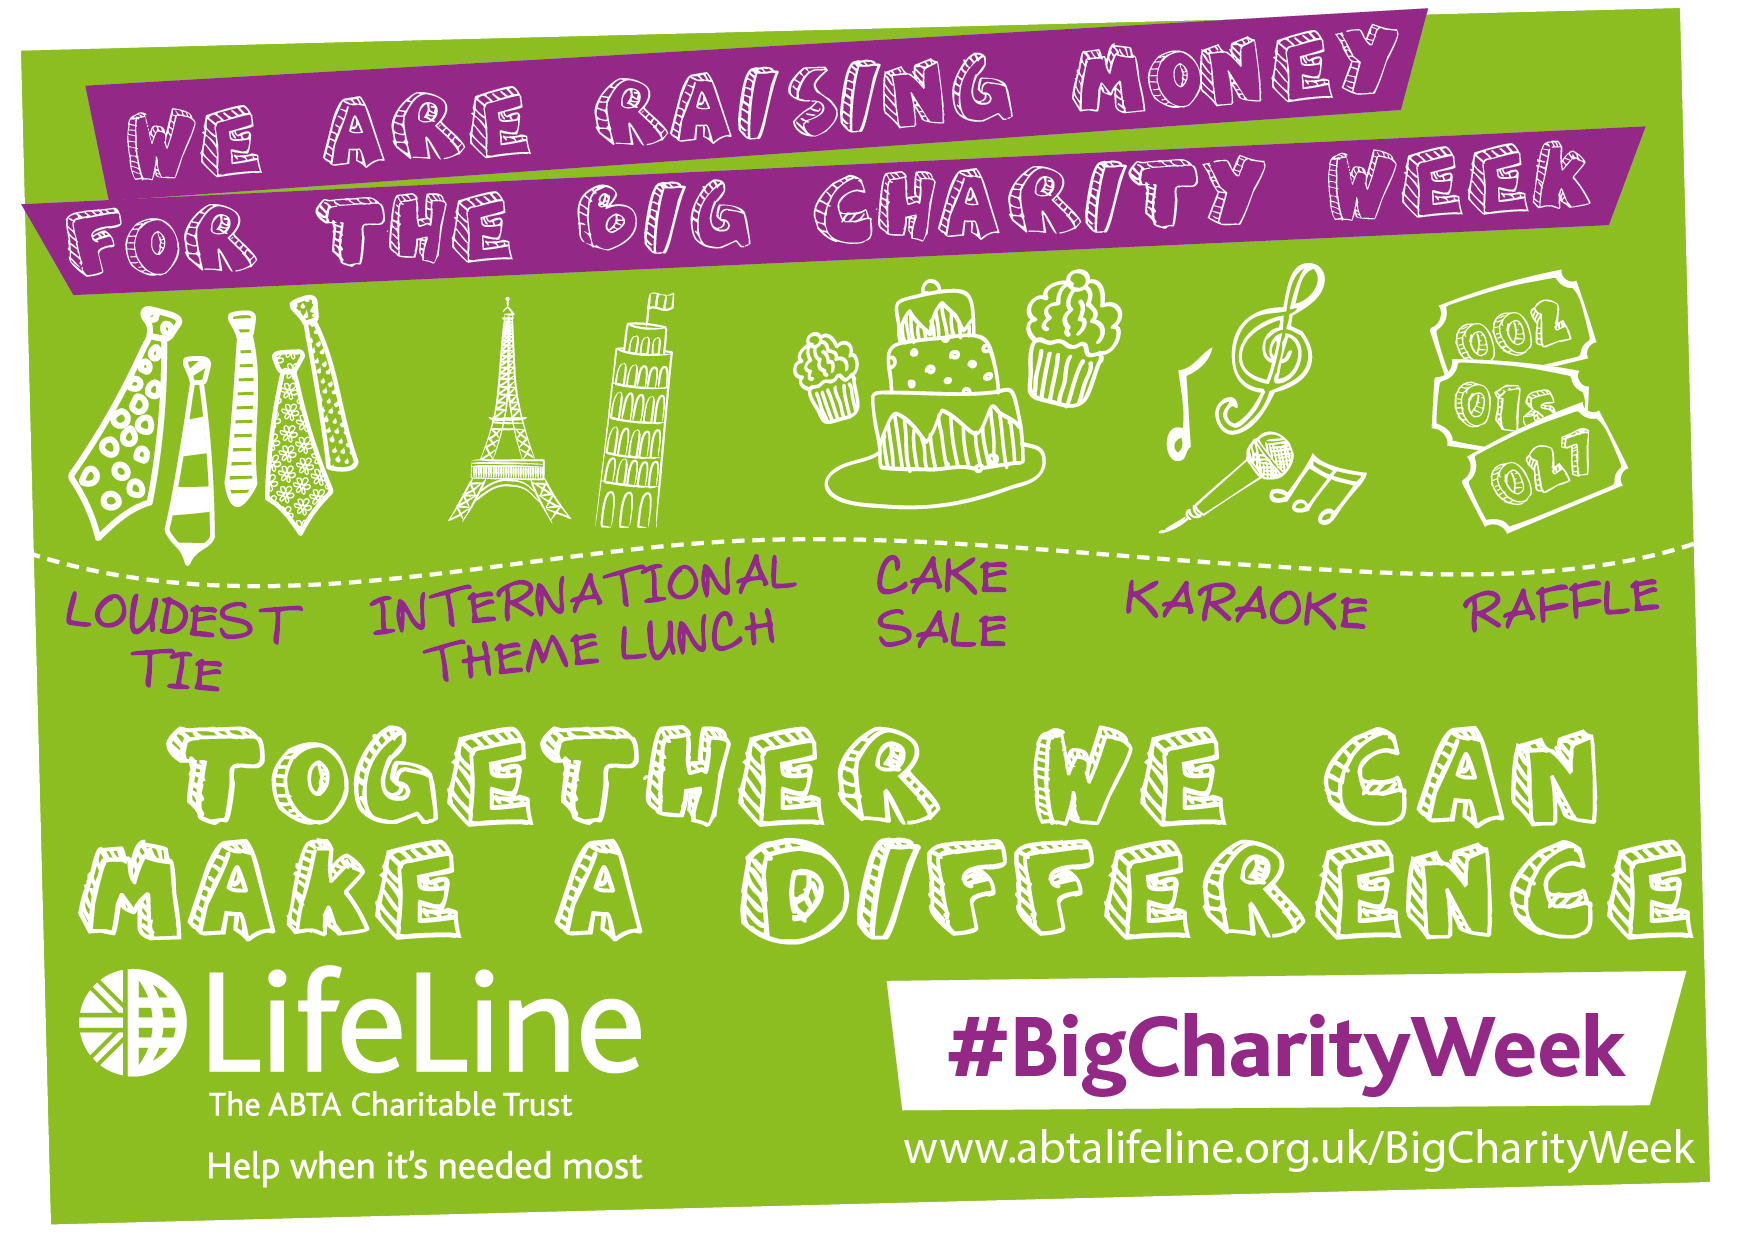 WE ARE RAISING MONEY
FOR THE BIG CHARITY WEEK
002
015
027
LOUDEST
TIE
INTERNATIONAL
THEME LUNCH
CAKE
SALE
KARAOKE
RAFFLE
TOGETHER WE CAN
MAKE A DIFFERENCE
LifeLine
The ABTA Charitable Trust
Help when it's needed most
#BigCharityWeek
www.abtalifeline.org.uk/BigCharityWeek